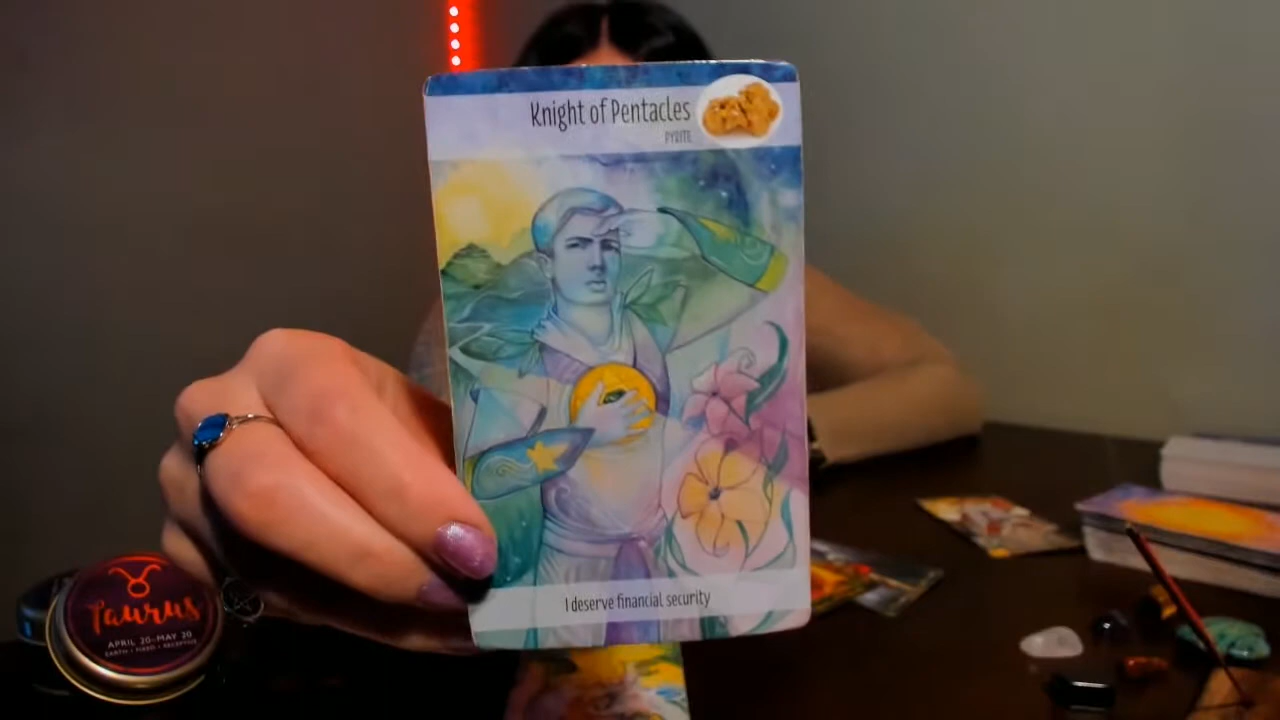 Knight of Pentacles
PYRITE
I deserve financial security
Taurus
APRIL 20-MAY 20
EARTH • FIXED • RECEPTIVE